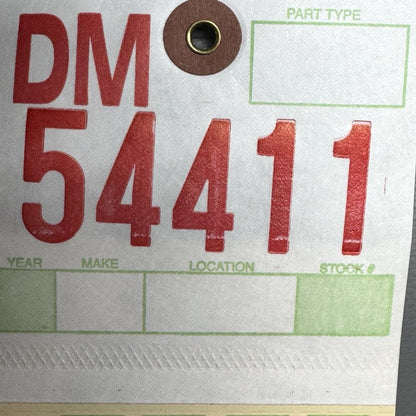 PART TYPE
DM
54411
YEAR MAKE LOCATION STOCK #